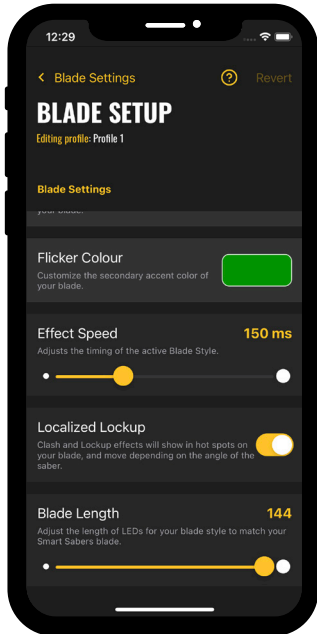 12:29
Blade Settings
Revert
BLADE SETUP
Editing profile: Profile 1
Blade Settings
your blade.
Flicker Colour
Customize the secondary accent color of
your blade.
Effect Speed 150 ms
Adjusts the timing of the active Blade Style.
Localized Lockup
Clash and Lockup effects will show in hot spots on
your blade, and move depending on the angle of the
saber.
Blade Length 144
Adjust the length of LEDs for your blade style to match your
Smart Sabers blade.